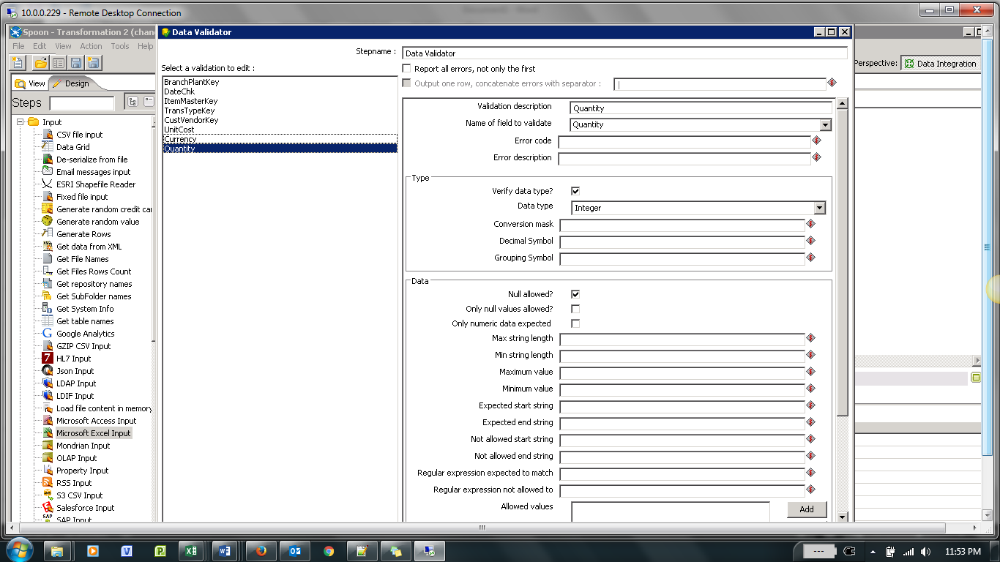 10.0.0.229 - Remote Desktop Connection
Spoon - Transformation 2 (chan
File Edit View Action Tools Help
View Design
Steps
Input
CSV file input
Data Grid
De-serialize from file
Email messages input
ESRI Shapefile Reader
Fixed file input
Generate random credit car
Generate random value
Generate Rows
Get data from XML
Get File Names
Get Files Rows Count
Get repository names
Get SubFolder names
Get System Info
Get table names
Google Analytics
GZIP CSV Input
HL7 Input
Json Input
LDAP Input
LDIF Input
Load file content in memory
Microsoft Access Input
Microsoft Excel Input
Mondrian Input
OLAP Input
Property Input
RSS Input
S3 CSV Input
Salesforce Input
SAP Input
Data Validator
Stepname : Data Validator
Select a validation to edit :
BranchPlantKey
DateChk
ItemMasterKey
TransTypeKey
CustVendorKey
UnitCost
Currency
Quantity
Report all errors, not only the first
Output one row, concatenate errors with separator : |
Validation description Quantity
Name of field to validate Quantity
Error code
Error description
Type
Verify data type?
Data type Integer
Conversion mask
Decimal Symbol
Grouping Symbol
Data
Null allowed?
Only null values allowed?
Only numeric data expected
Max string length
Min string length
Maximum value
Minimum value
Expected start string
Expected end string
Not allowed start string
Not allowed end string
Regular expression expected to match
Regular expression not allowed to
Allowed values Add
Perspective: Data Integration
11:53 PM